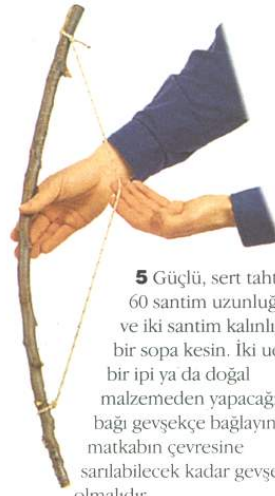 5 Güçlü, sert
60 santim
ve iki santim
bir sopa kesin. İki
bir ipi ya da doğal
malzemeden
bağı gevşekçe
matkabın çevresine
sarılabilecek kadar
olmalıdır